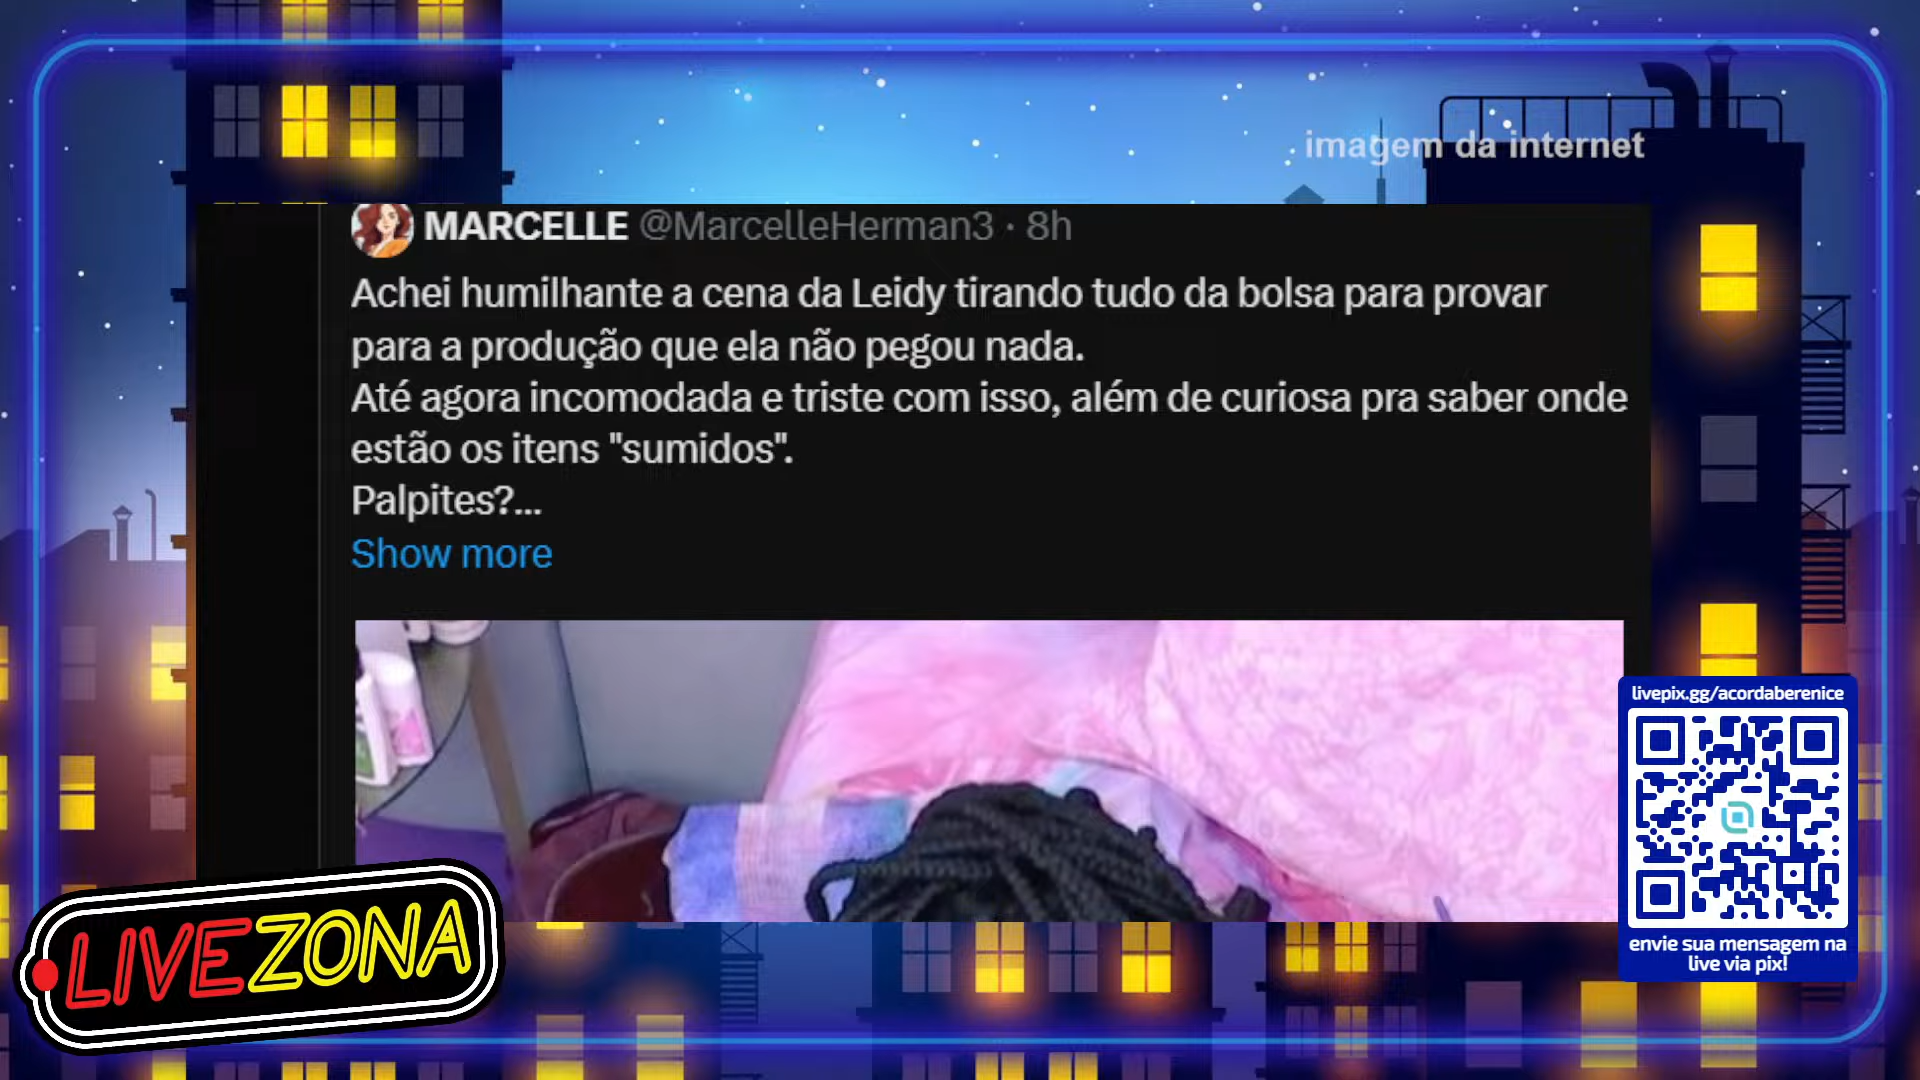 imagem da internet
MARCELLE @MarcelleHerman3 · 8h
Achei humilhante a cena da Leidy tirando tudo da bolsa para provar
para a produção que ela não pegou nada.
Até agora incomodada e triste com isso, além de curiosa pra saber onde
estão os itens "sumidos".
Palpites?...
Show more
livepix.gg/acordaberenice
envie sua mensagem na
live via pix!
LIVEZONA